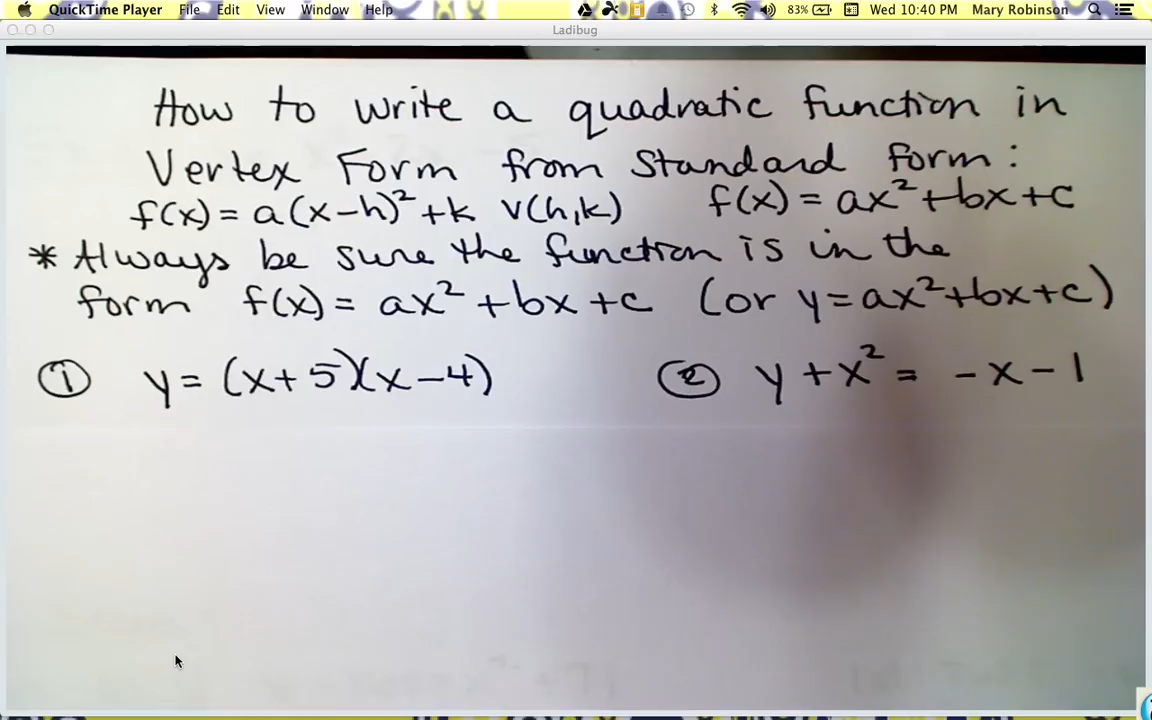 QuickTime Player File Edit View Window Help 83% Wed 10:40 PM Mary Robinson
Ladibug
How to write a quadratic function in
Vertex Form from Standard form:
f(x) = a(x-h)² + k V(h,k) f(x) = ax² + bx + c
* Always be sure the function is in the
form f(x) = ax² + bx + c (or y = ax² + bx + c)
① y = (x+5)(x-4) ② y + x² = -x - 1